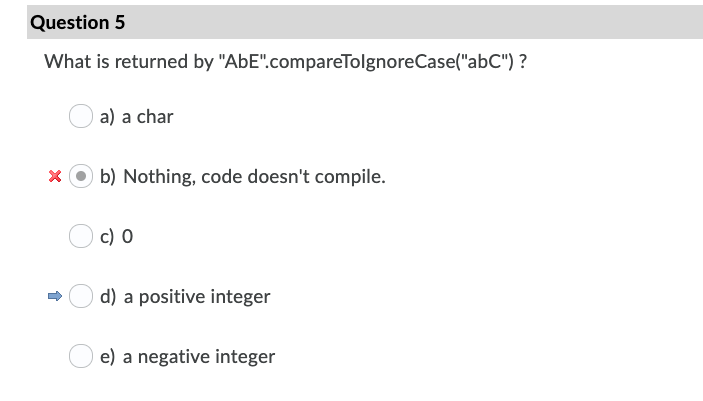 Question 5
What is returned by "AbE".compareToIgnoreCase("abC") ?
a) a char
b) Nothing, code doesn't compile.
c) 0
d) a positive integer
e) a negative integer